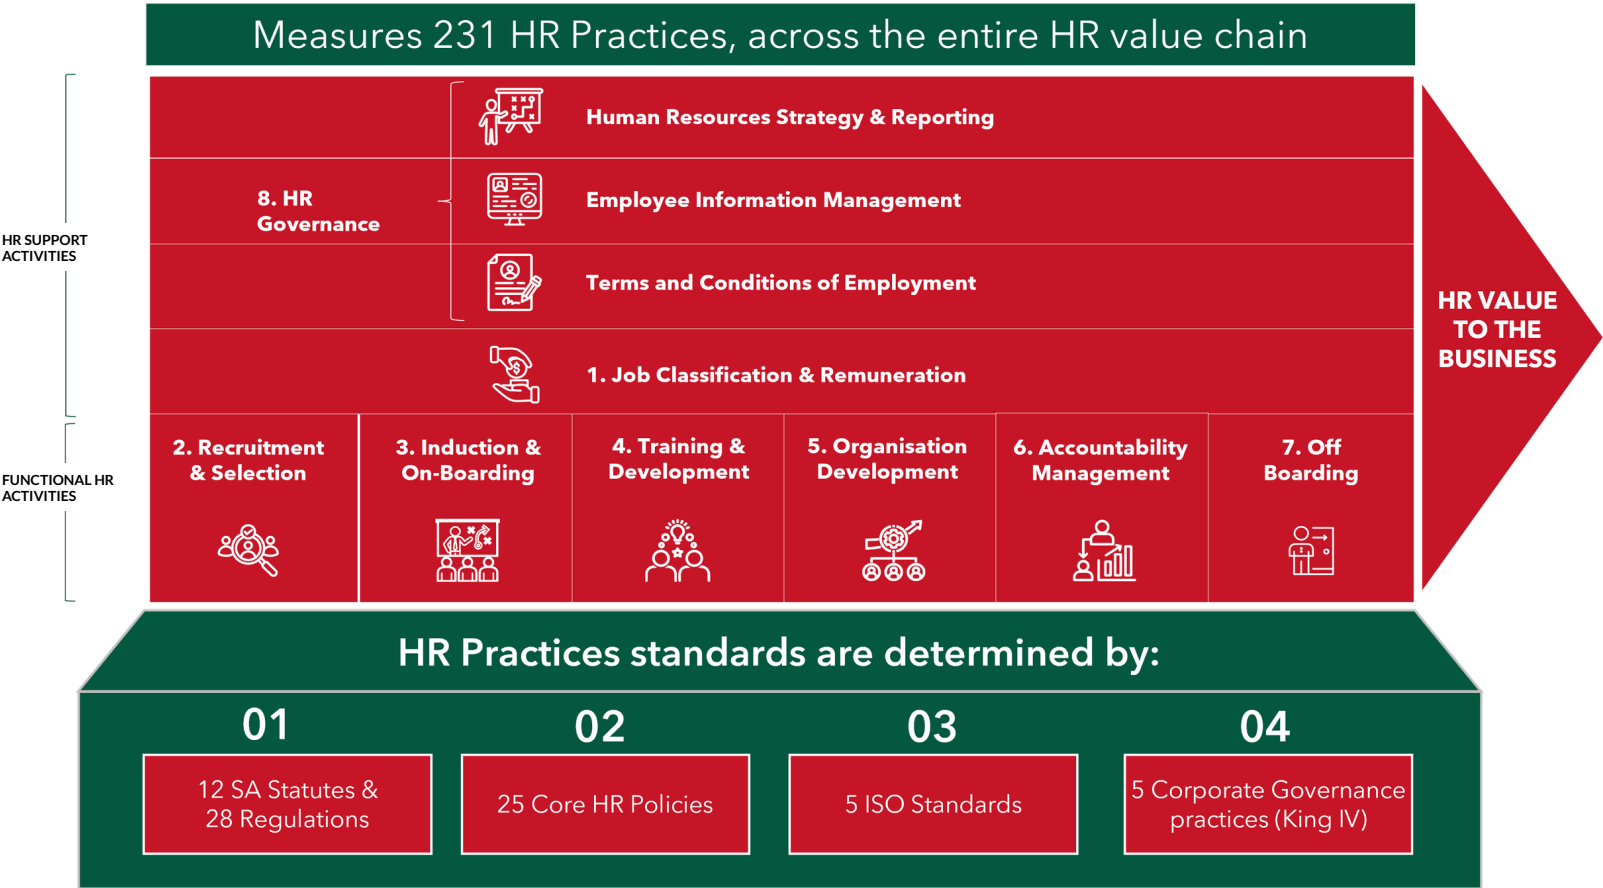 Measures 231 HR Practices, across the entire HR value chain
HR SUPPORT
ACTIVITIES
8. HR
Governance
Human Resources Strategy & Reporting
Employee Information Management
Terms and Conditions of Employment
1. Job Classification & Remuneration
HR VALUE
TO THE
BUSINESS
FUNCTIONAL HR
ACTIVITIES
2. Recruitment
& Selection
3. Induction &
On-Boarding
4. Training &
Development
5. Organisation
Development
6. Accountability
Management
7. Off
Boarding
HR Practices standards are determined by:
01
12 SA Statutes &
28 Regulations
02
25 Core HR Policies
03
5 ISO Standards
04
5 Corporate Governance
practices (King IV)